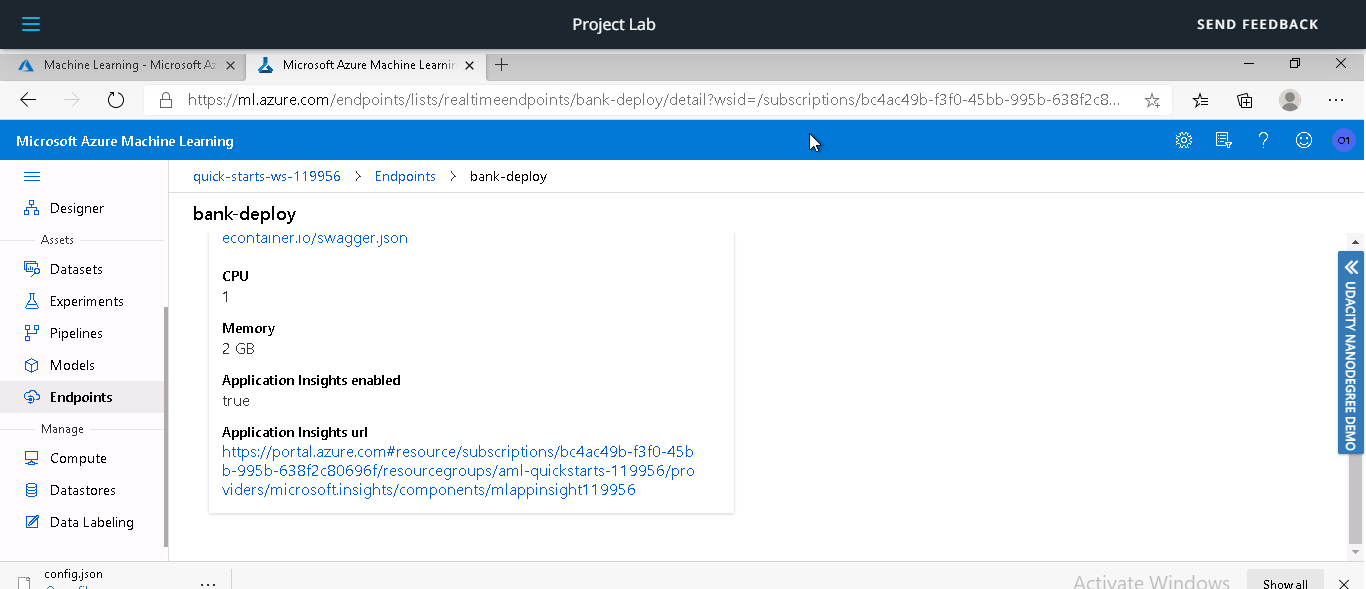 Project Lab
SEND FEEDBACK
Machine Learning - Microsoft Az
Microsoft Azure Machine Learnin
https://ml.azure.com/endpoints/lists/realtimeendpoints/bank-deploy/detail?wsid=/subscriptions/bc4ac49b-f3f0-45bb-995b-638f2c8...
Microsoft Azure Machine Learning
01
quick-starts-ws-119956 > Endpoints > bank-deploy
Designer
bank-deploy
Assets
econtainer.io/swagger.json
Datasets
CPU
1
Experiments
Memory
2 GB
Pipelines
Models
Application Insights enabled
true
Endpoints
Manage
Application Insights url
https://portal.azure.com#resource/subscriptions/bc4ac49b-f3f0-45b
b-995b-638f2c80696f/resourcegroups/aml-quickstarts-119956/pro
viders/microsoft.insights/components/mlappinsight119956
Compute
Datastores
Data Labeling
UDACITY NANODEGREE DEMO
config.json
...
Activate Windows
Show all